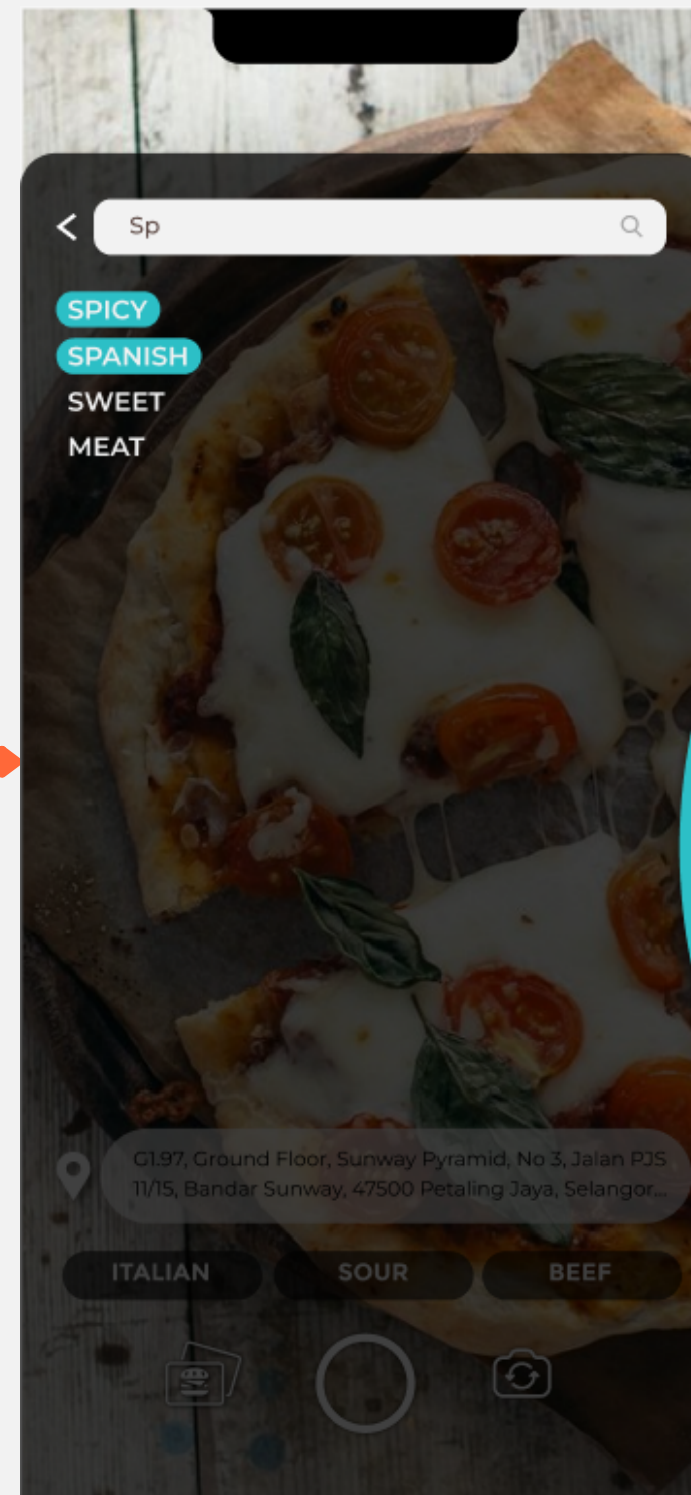 Sp
SPICY
SPANISH
SWEET
MEAT
G1.97, Ground Floor, Sunway Pyramid, No 3, Jalan PJS
11/15, Bandar Sunway, 47500 Petaling Jaya, Selangor...
ITALIAN SOUR BEEF